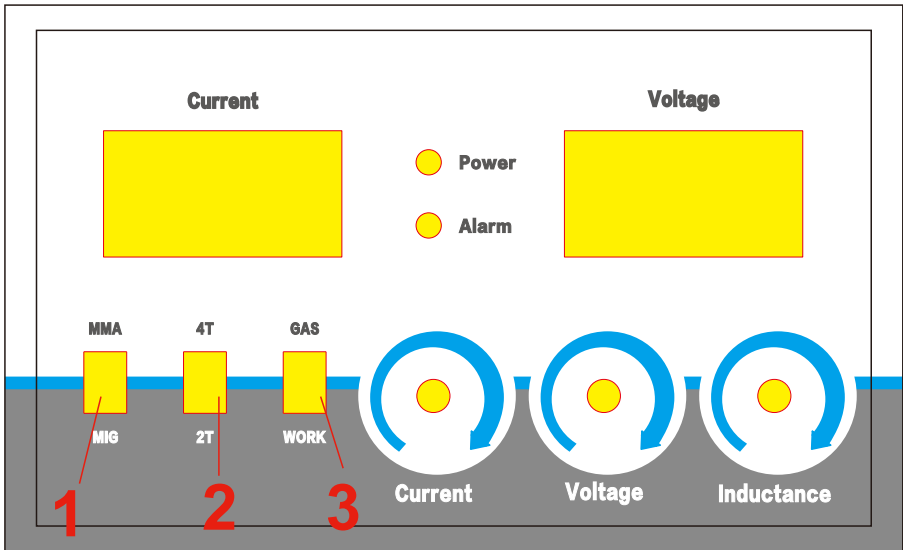 Current Voltage
Power
Alarm
MMA 4T GAS
MIG 2T WORK
1 2 3
Current Voltage Inductance